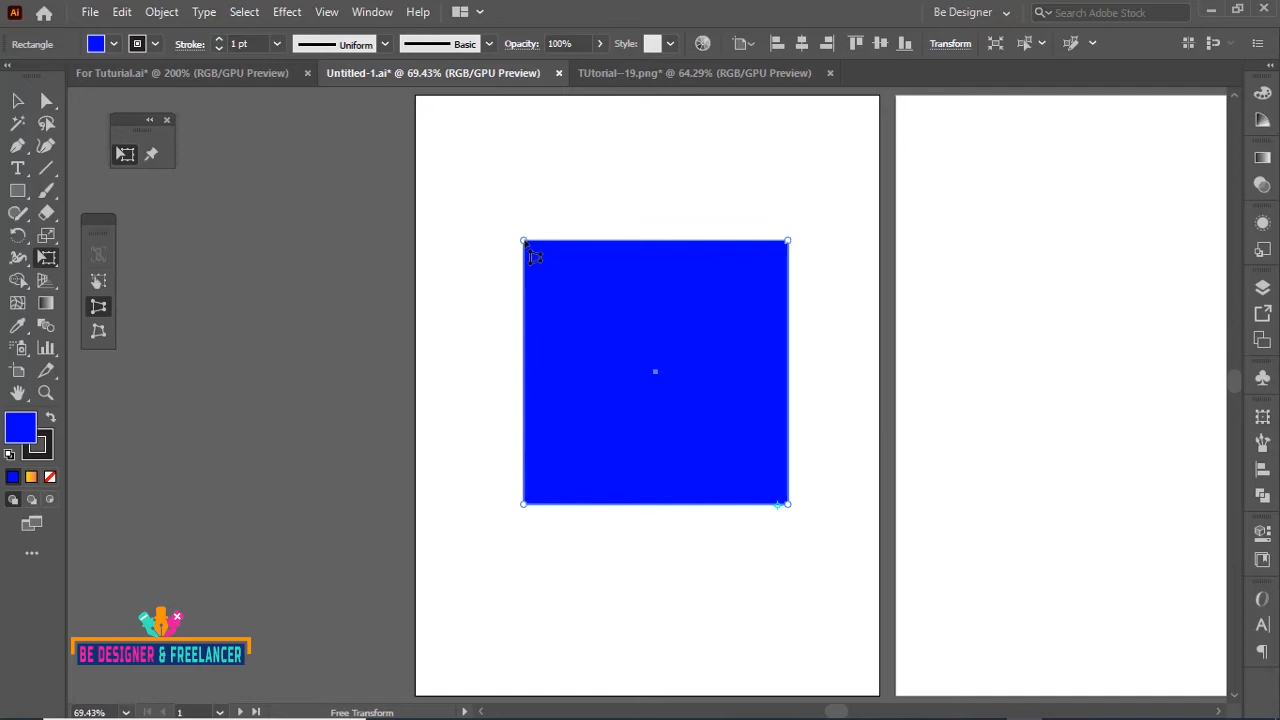 Ai File Edit Object Type Select Effect View Window Help Be Designer Search Adobe Stock
Rectangle Stroke: 1 pt Uniform Basic Opacity: 100% Style: Transform
For Tuturial.ai* @ 200% (RGB/GPU Preview) × Untitled-1.ai* @ 69.43% (RGB/GPU Preview) × TUtorial--19.png* @ 64.29% (RGB/GPU Preview) ×
BE DESIGNER & FREELANCER
69.43% 1 Free Transform